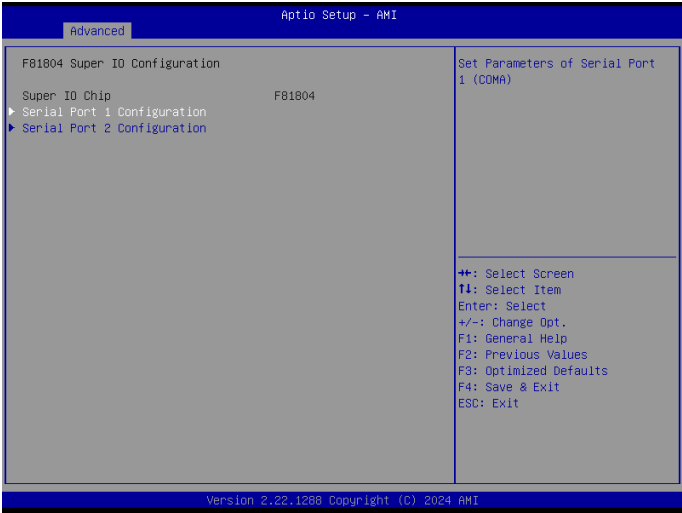 Aptio Setup – AMI
Advanced
F81804 Super IO Configuration
Super IO Chip F81804
Serial Port 1 Configuration
Serial Port 2 Configuration
Set Parameters of Serial Port
1 (COMA)
→←: Select Screen
↑↓: Select Item
Enter: Select
+/-: Change Opt.
F1: General Help
F2: Previous Values
F3: Optimized Defaults
F4: Save & Exit
ESC: Exit
Version 2.22.1288 Copyright (C) 2024 AMI